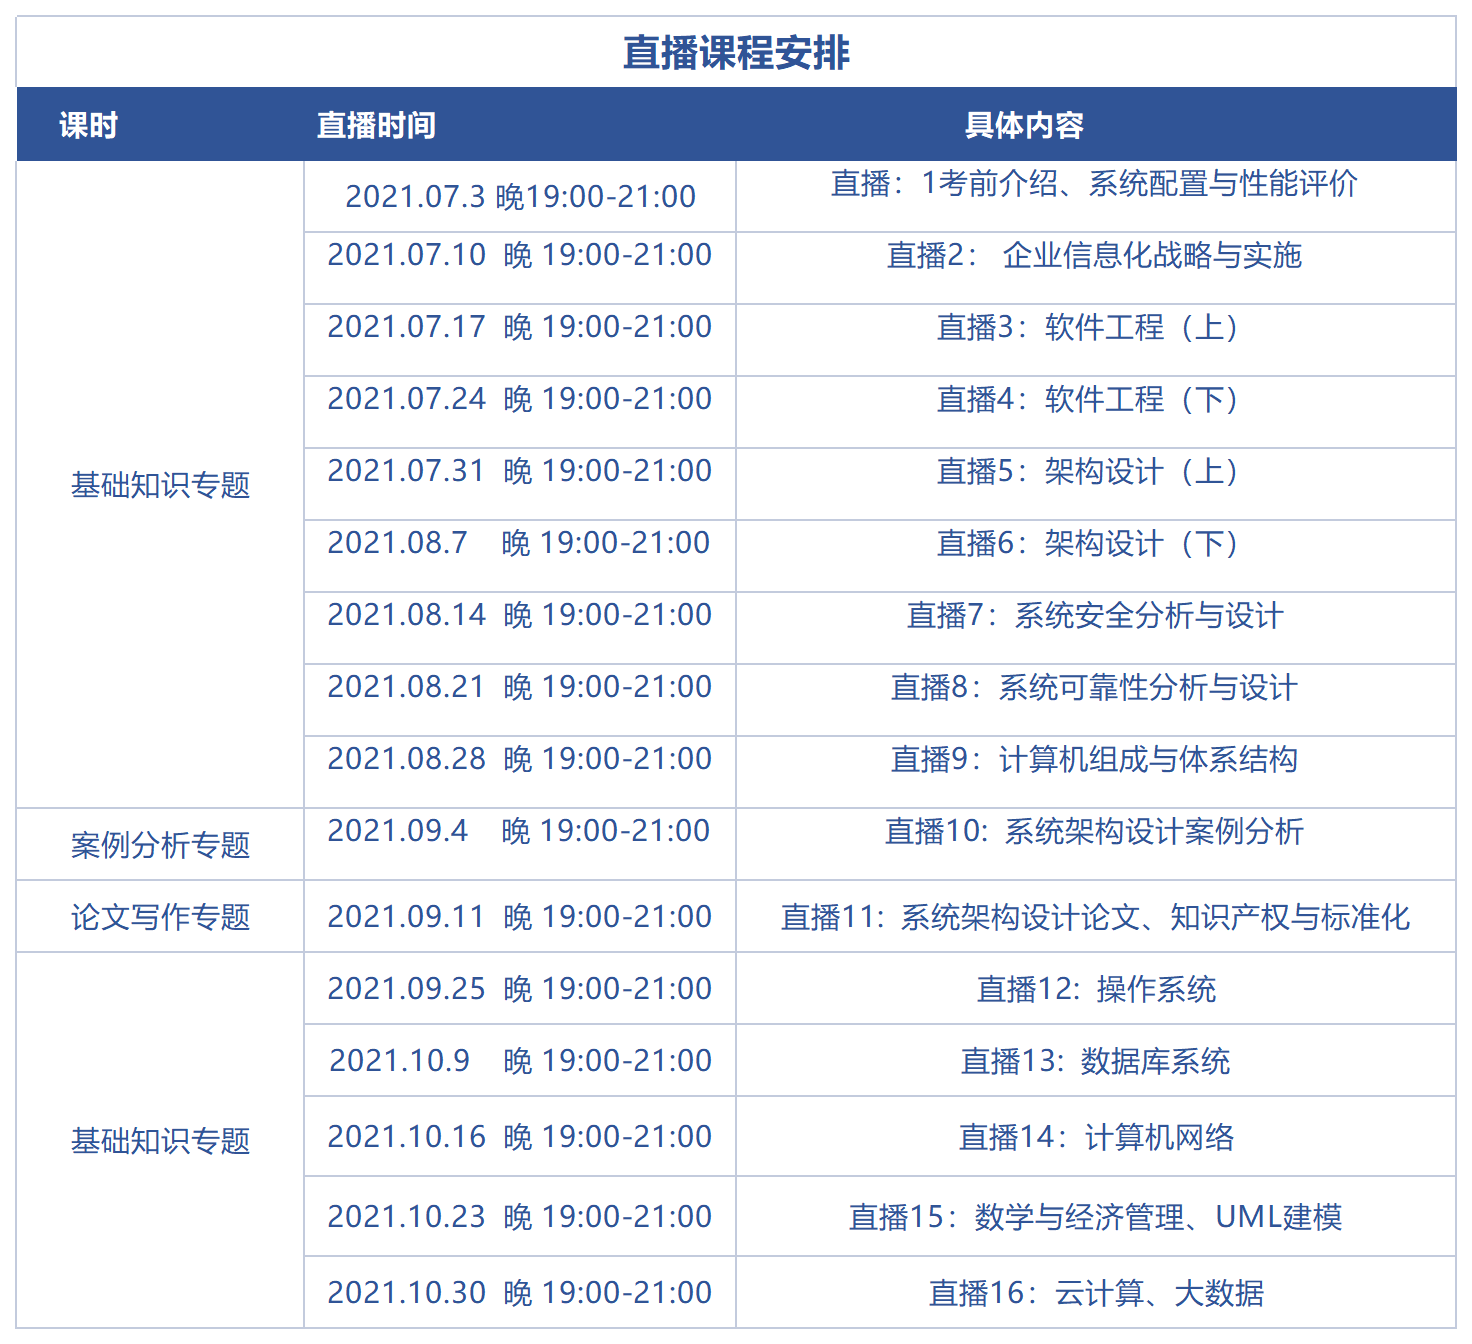 直播课程安排
课时 直播时间 具体内容
基础知识专题
2021.07.3 晚19:00-21:00 直播：1考前介绍、系统配置与性能评价
2021.07.10 晚 19:00-21:00 直播2： 企业信息化战略与实施
2021.07.17 晚 19:00-21:00 直播3：软件工程（上）
2021.07.24 晚 19:00-21:00 直播4：软件工程（下）
2021.07.31 晚 19:00-21:00 直播5：架构设计（上）
2021.08.7 晚 19:00-21:00 直播6：架构设计（下）
2021.08.14 晚 19:00-21:00 直播7：系统安全分析与设计
2021.08.21 晚 19:00-21:00 直播8：系统可靠性分析与设计
2021.08.28 晚 19:00-21:00 直播9：计算机组成与体系结构
案例分析专题 2021.09.4 晚 19:00-21:00 直播10: 系统架构设计案例分析
论文写作专题 2021.09.11 晚 19:00-21:00 直播11: 系统架构设计论文、知识产权与标准化
基础知识专题
2021.09.25 晚 19:00-21:00 直播12: 操作系统
2021.10.9 晚 19:00-21:00 直播13: 数据库系统
2021.10.16 晚 19:00-21:00 直播14：计算机网络
2021.10.23 晚 19:00-21:00 直播15：数学与经济管理、UML建模
2021.10.30 晚 19:00-21:00 直播16：云计算、大数据